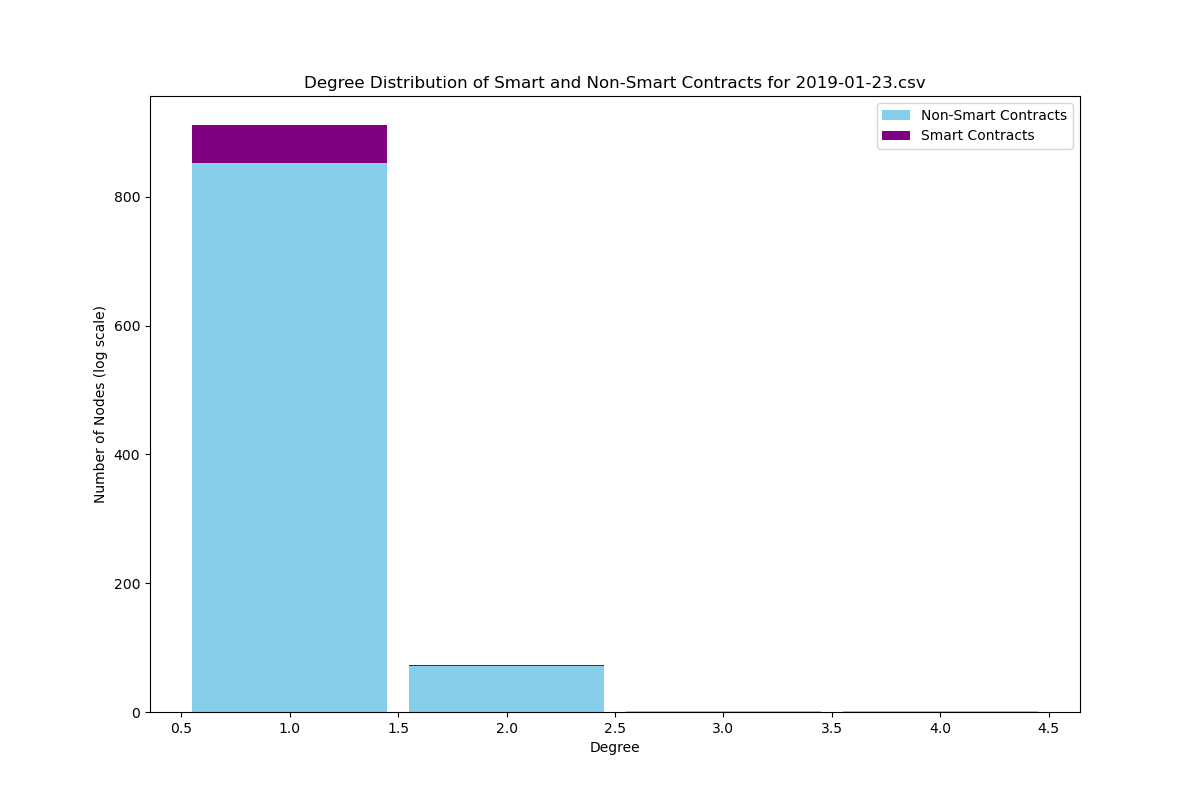 Degree Distribution of Smart and Non-Smart Contracts for 2019-01-23.csv
Non-Smart Contracts
Smart Contracts
800
600
400
200
0
Number of Nodes (log scale)
0.5 1.0 1.5 2.0 2.5 3.0 3.5 4.0 4.5
Degree